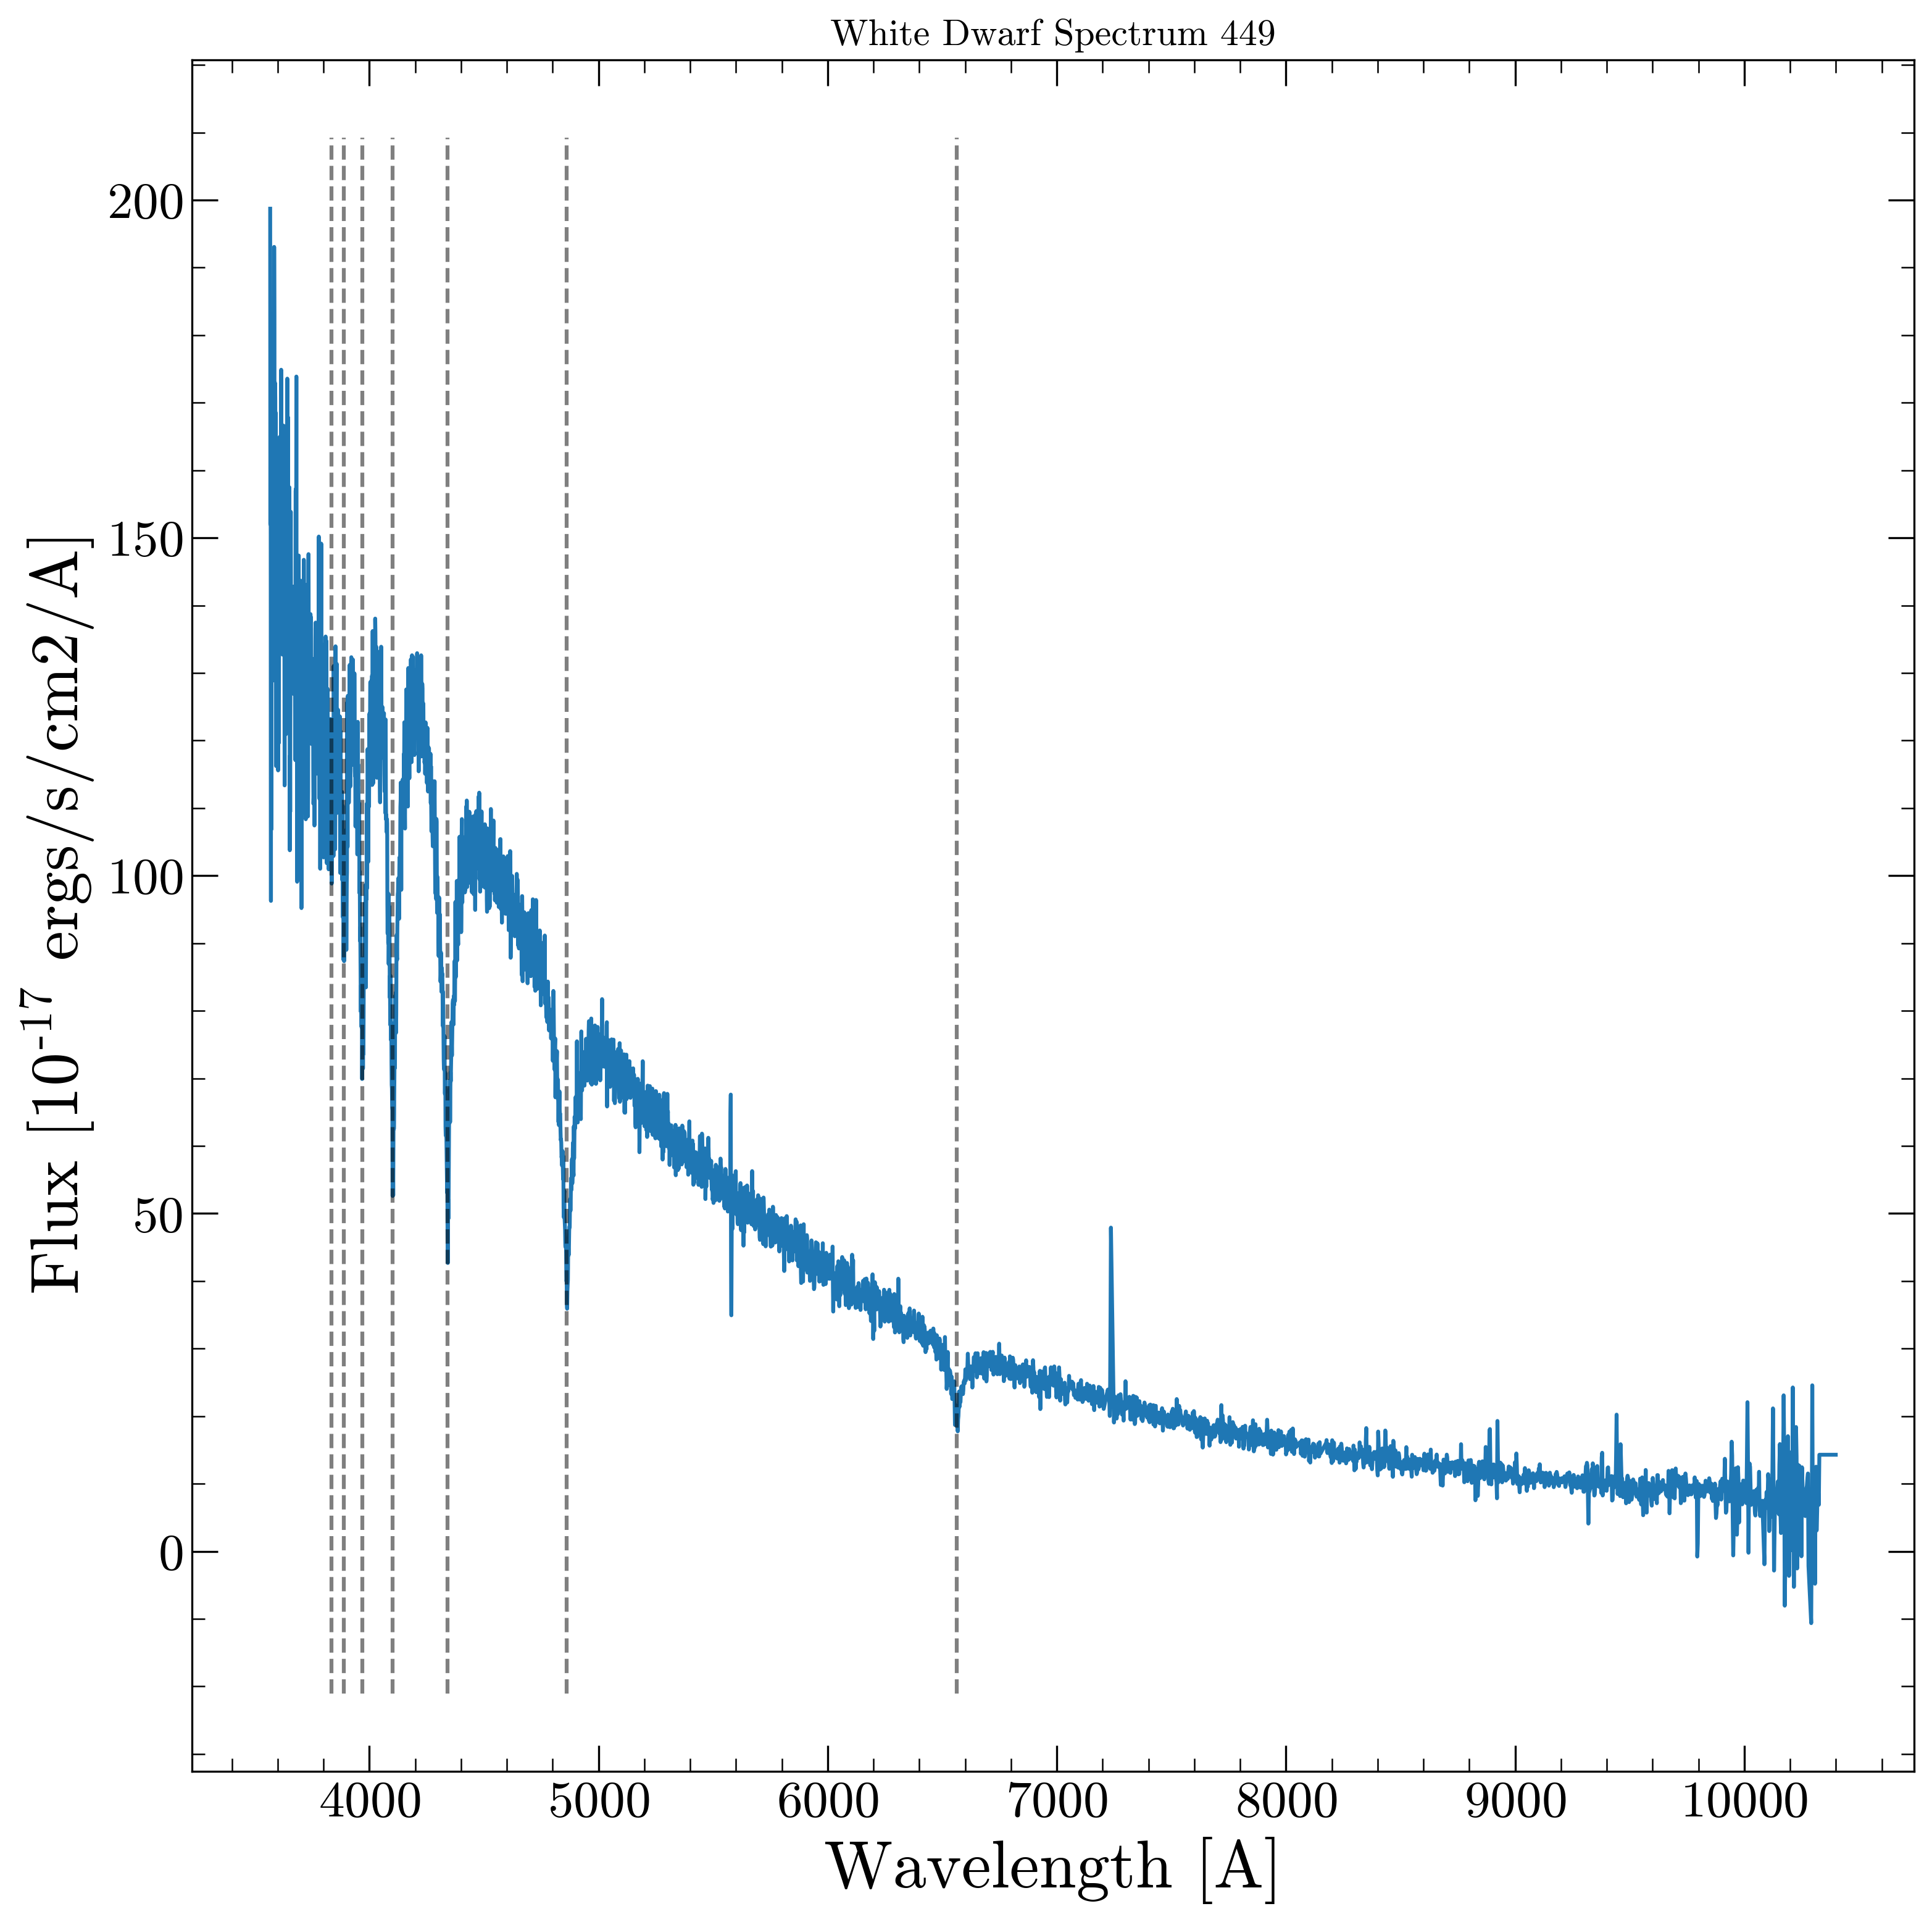 White Dwarf Spectrum 449
Flux [10⁻¹⁷ ergs/s/cm2/A]
200
150
100
50
0
4000 5000 6000 7000 8000 9000 10000
Wavelength [A]